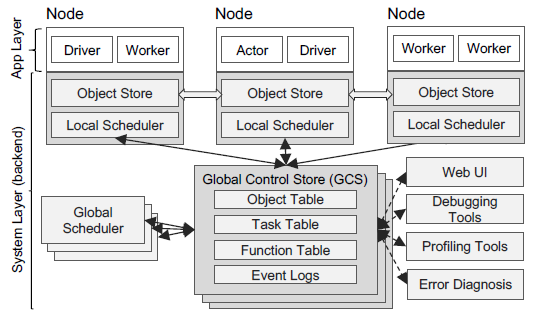 Node
Node
Node
App Layer
Driver
Worker
Actor
Driver
Worker
Worker
System Layer (backend)
Object Store
Object Store
Object Store
Local Scheduler
Local Scheduler
Local Scheduler
Global Control Store (GCS)
Object Table
Task Table
Function Table
Event Logs
Global
Scheduler
Web UI
Debugging
Tools
Profiling Tools
Error Diagnosis